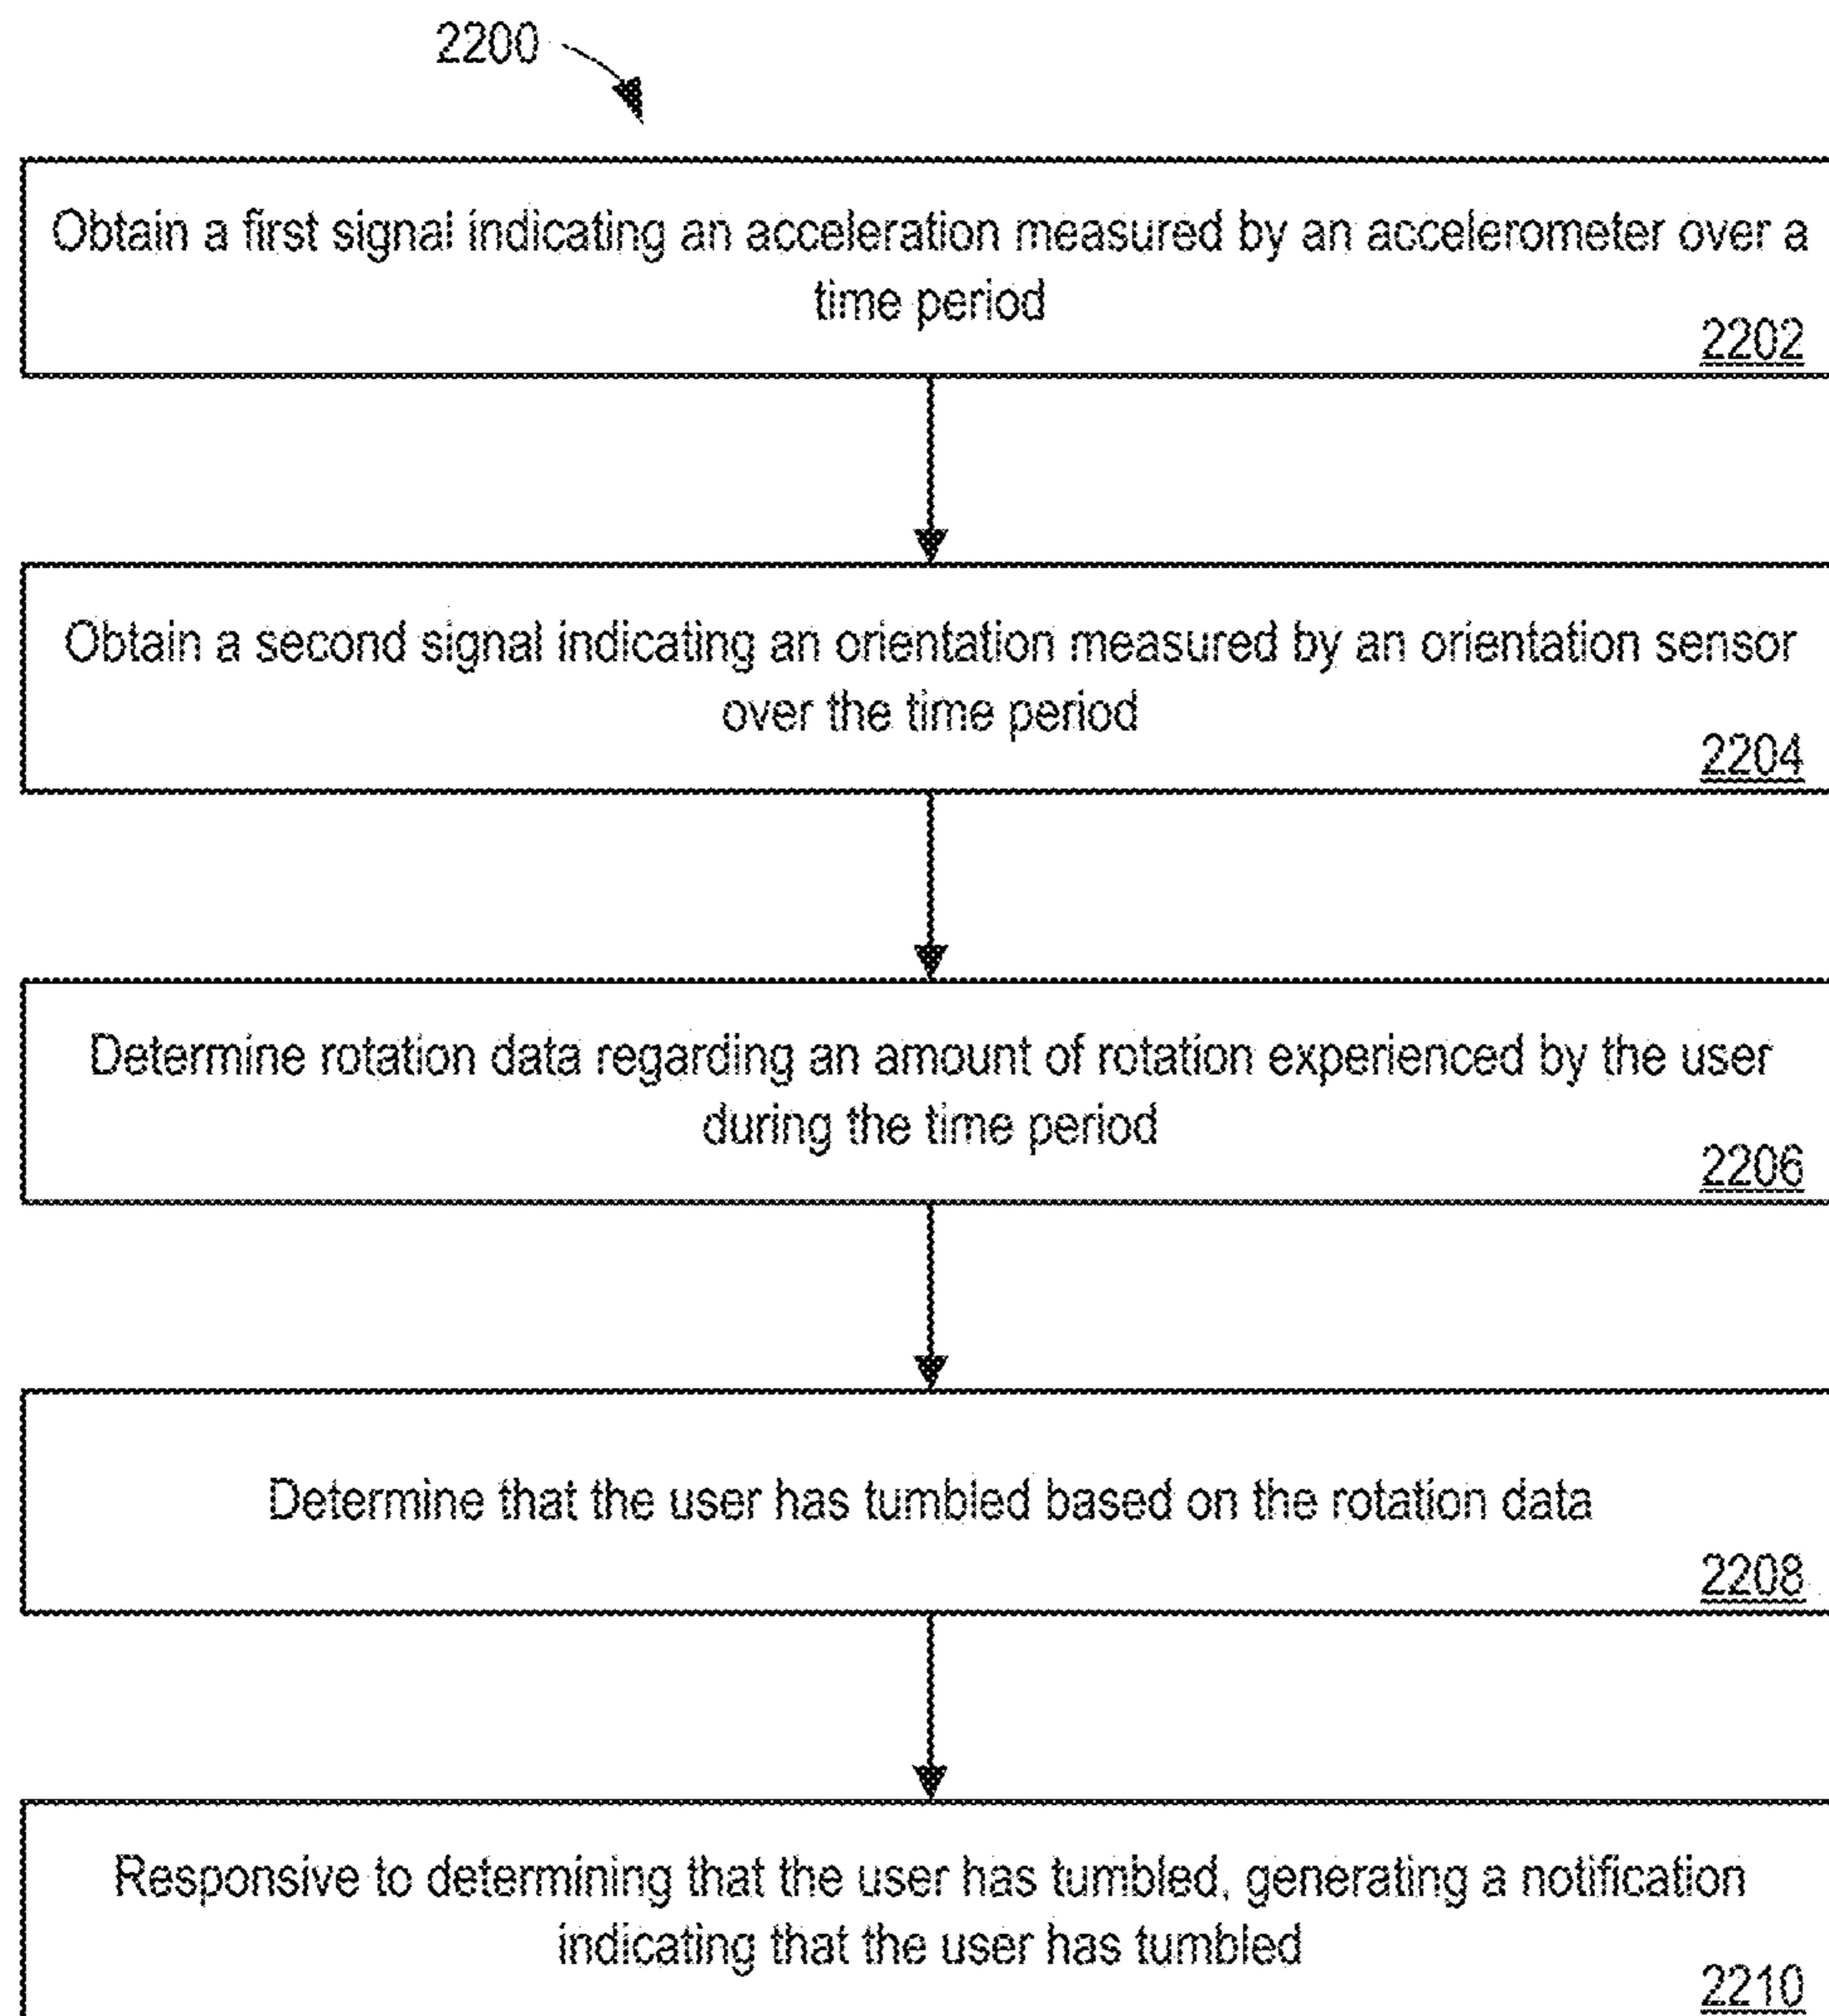 2200
Obtain a first signal indicating an acceleration measured by an accelerometer over a
time period
2202
Obtain a second signal indicating an orientation measured by an orientation sensor
over the time period
2204
Determine rotation data regarding an amount of rotation experienced by the user
during the time period
2206
Determine that the user has tumbled based on the rotation data
2208
Responsive to determining that the user has tumbled, generating a notification
indicating that the user has tumbled
2210